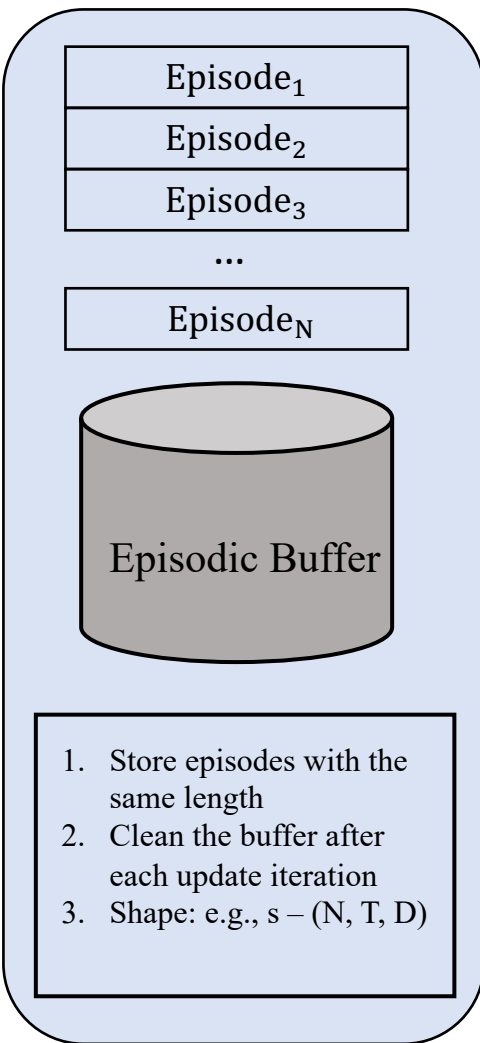 Episode₁
Episode₂
Episode₃
...
Episode_N
Episodic Buffer
1. Store episodes with the
same length
2. Clean the buffer after
each update iteration
3. Shape: e.g., s – (N, T, D)